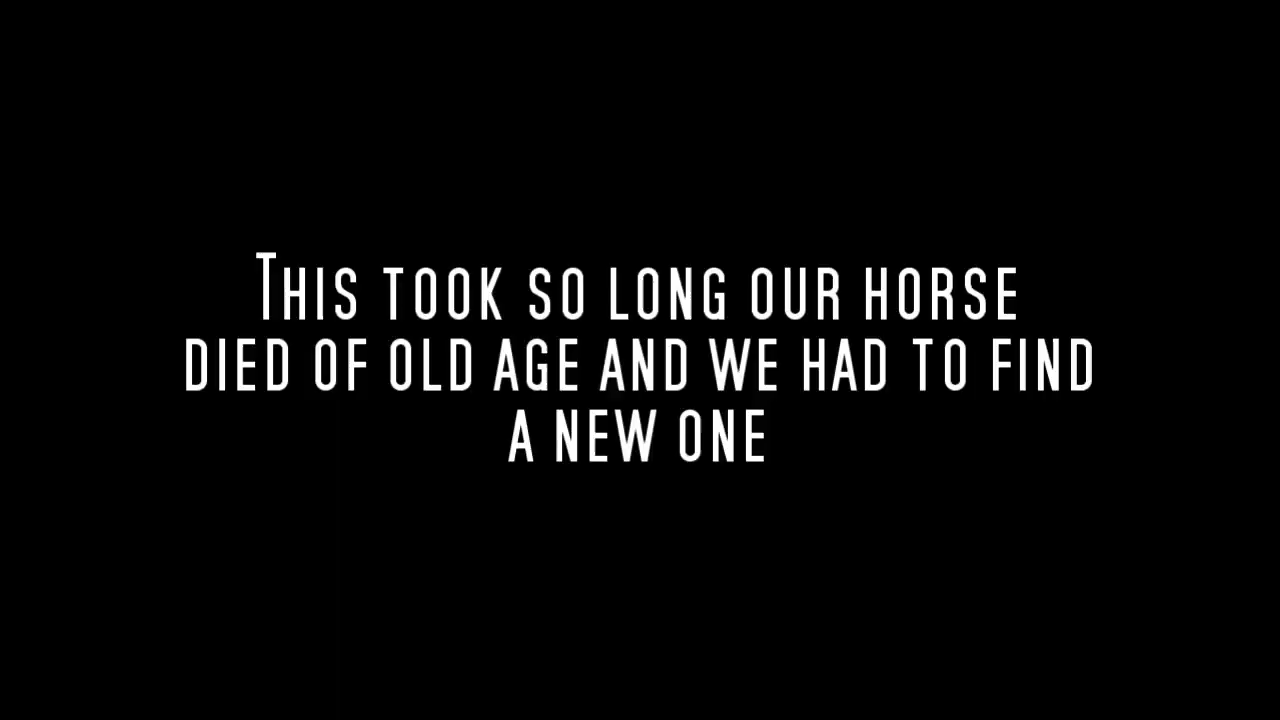 This took so long our horse
died of old age and we had to find
a new one